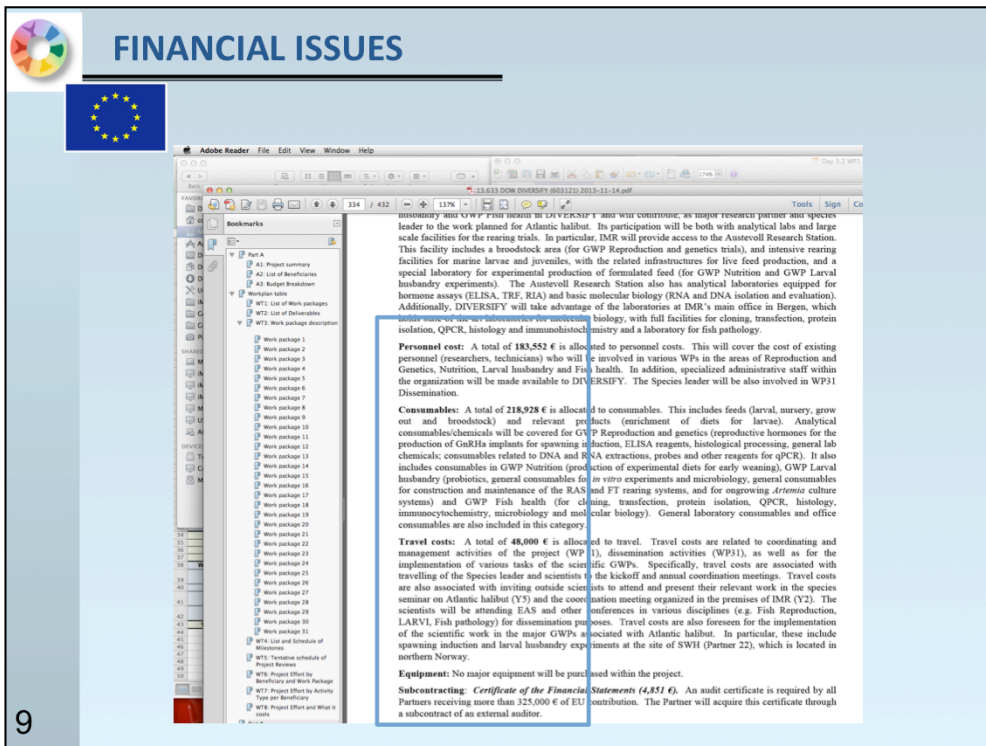 FINANCIAL ISSUES
Adobe Reader File Edit View Window Help
Day 3.2 WP1
174%
Back
13.633 DOW DIVERSIFY (603121) 2013-11-14.pdf
334 / 432 137% Tools Sign Co
FAVOR
Bookmarks
Part A
A1: Project summary
A2: List of Beneficiaries
A3: Budget Breakdown
Workplan table
WT1: List of Work packages
WT2: List of Deliverables
WT3: Work package description
Work package 1
Work package 2
Work package 3
Work package 4
Work package 5
Work package 6
Work package 7
Work package 8
Work package 9
Work package 10
Work package 11
Work package 12
Work package 13
Work package 14
Work package 15
Work package 16
Work package 17
Work package 18
Work package 19
Work package 20
Work package 21
Work package 22
Work package 23
Work package 24
Work package 25
Work package 26
Work package 27
Work package 28
Work package 29
Work package 30
Work package 31
WT4: List and Schedule of
Milestones
WT5: Tentative schedule of
Project Reviews
WT6: Project Effort by
Beneficiary and Work Package
WT7: Project Effort by Activity
Type per Beneficiary
WT8: Project Effort and What it
costs
SHARED
DEVICE
husbandry and GWP Fish health in DIVERSIFY and will contribute, as major research partner and species
leader to the work planned for Atlantic halibut. Its participation will be both with analytical labs and large
scale facilities for the rearing trials. In particular, IMR will provide access to the Austevoll Research Station.
This facility includes a broodstock area (for GWP Reproduction and genetics trials), and intensive rearing
facilities for marine larvae and juveniles, with the related infrastructures for live feed production, and a
special laboratory for experimental production of formulated feed (for GWP Nutrition and GWP Larval
husbandry experiments). The Austevoll Research Station also has analytical laboratories equipped for
hormone assays (ELISA, TRF, RIA) and basic molecular biology (RNA and DNA isolation and evaluation).
Additionally, DIVERSIFY will take advantage of the laboratories at IMR's main office in Bergen, which
holds state of the art laboratories for molecular biology, with full facilities for cloning, transfection, protein
isolation, QPCR, histology and immunohistochemistry and a laboratory for fish pathology.
Personnel cost: A total of 183,552 € is allocated to personnel costs. This will cover the cost of existing
personnel (researchers, technicians) who will be involved in various WPs in the areas of Reproduction and
Genetics, Nutrition, Larval husbandry and Fish health. In addition, specialized administrative staff within
the organization will be made available to DIVERSIFY. The Species leader will be also involved in WP31
Dissemination.
Consumables: A total of 218,928 € is allocated to consumables. This includes feeds (larval, nursery, grow
out and broodstock) and relevant products (enrichment of diets for larvae). Analytical
consumables/chemicals will be covered for GWP Reproduction and genetics (reproductive hormones for the
production of GnRHa implants for spawning induction, ELISA reagents, histological processing, general lab
chemicals; consumables related to DNA and RNA extractions, probes and other reagents for qPCR). It also
includes consumables in GWP Nutrition (production of experimental diets for early weaning), GWP Larval
husbandry (probiotics, general consumables for in vitro experiments and microbiology, general consumables
for construction and maintenance of the RAS and FT rearing systems, and for ongrowing Artemia culture
systems) and GWP Fish health (for cloning, transfection, protein isolation, QPCR, histology,
immunocytochemistry, microbiology and molecular biology). General laboratory consumables and office
consumables are also included in this category.
Travel costs: A total of 48,000 € is allocated to travel. Travel costs are related to coordinating and
management activities of the project (WP 1), dissemination activities (WP31), as well as for the
implementation of various tasks of the scientific GWPs. Specifically, travel costs are associated with
travelling of the Species leader and scientists to the kickoff and annual coordination meetings. Travel costs
are also associated with inviting outside scientists to attend and present their relevant work in the species
seminar on Atlantic halibut (Y5) and the coordination meeting organized in the premises of IMR (Y2). The
scientists will be attending EAS and other conferences in various disciplines (e.g. Fish Reproduction,
LARVI, Fish pathology) for dissemination purposes. Travel costs are also foreseen for the implementation
of the scientific work in the major GWPs associated with Atlantic halibut. In particular, these include
spawning induction and larval husbandry experiments at the site of SWH (Partner 22), which is located in
northern Norway.
Equipment: No major equipment will be purchased within the project.
Subcontracting: Certificate of the Financial Statements (4,851 €). An audit certificate is required by all
Partners receiving more than 325,000 € of EU contribution. The Partner will acquire this certificate through
a subcontract of an external auditor.
9